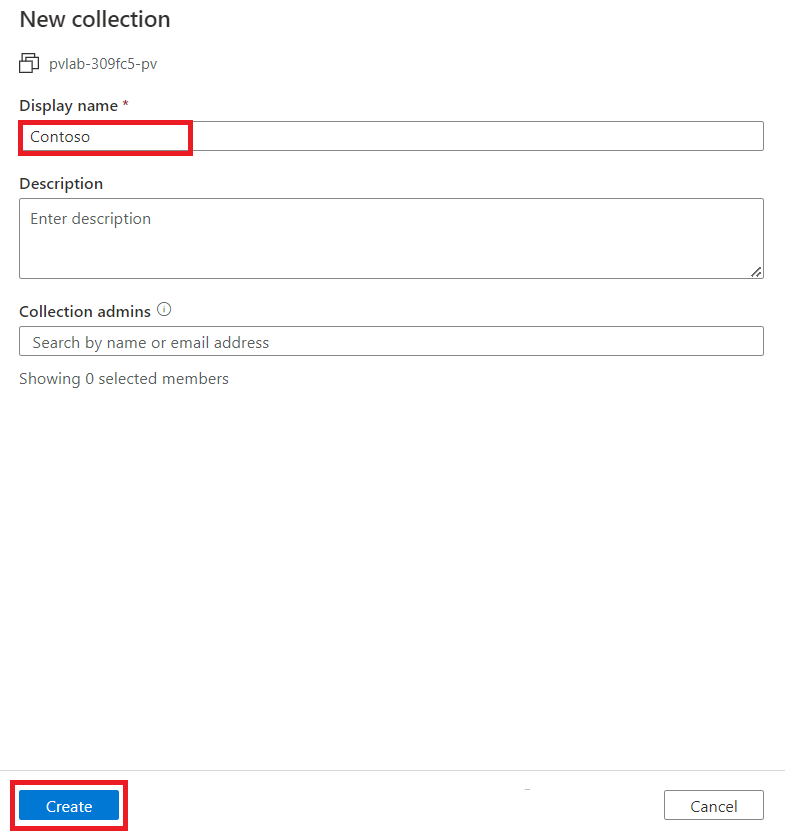 New collection
pvlab-309fc5-pv
Display name *
Contoso
Description
Enter description
Collection admins
Search by name or email address
Showing 0 selected members
Create
Cancel